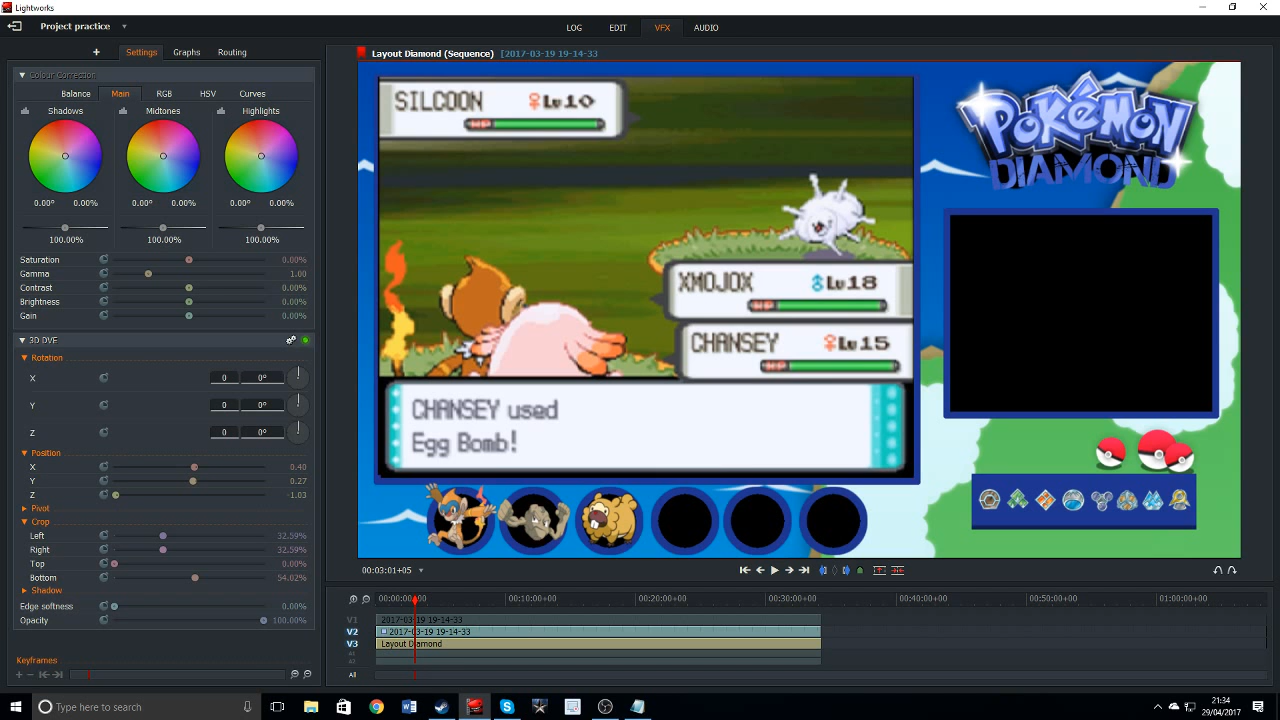 Lightworks
Project practice
LOG EDIT VFX AUDIO
+ Settings Graphs Routing
Layout Diamond (Sequence) [2017-03-19 19-14-33
Colour Correction
Balance Main RGB HSV Curves
Shadows Midtones Highlights
0.00° 0.00% 0.00° 0.00% 0.00° 0.00%
100.00% 100.00% 100.00%
Saturation 0.00%
Gamma 1.00
Contrast 0.00%
Brightness 0.00%
Gain 0.00%
3D DVE
Rotation
X 0 0°
Y 0 0°
Z 0 0°
Position
X 0.40
Y 0.27
Z -1.03
Pivot
Crop
Left 32.59%
Right 32.59%
Top 0.00%
Bottom 54.02%
Shadow
Edge softness 0.00%
Opacity 100.00%
Keyframes
SILCOON ♀Lv10
HP
XMOJOX ♂Lv18
HP
CHANSEY ♀Lv15
HP
CHANSEY used
Egg Bomb!
POKéMON
DIAMOND
00:03:01+05
00:00:00+00 00:10:00+00 00:20:00+00 00:30:00+00 00:40:00+00 00:50:00+00 01:00:00+00
V1 2017-03-19 19-14-33
V2 2017-03-19 19-14-33
V3 Layout Diamond
A1
A2
All
Type here to search
21:34
29/04/2017